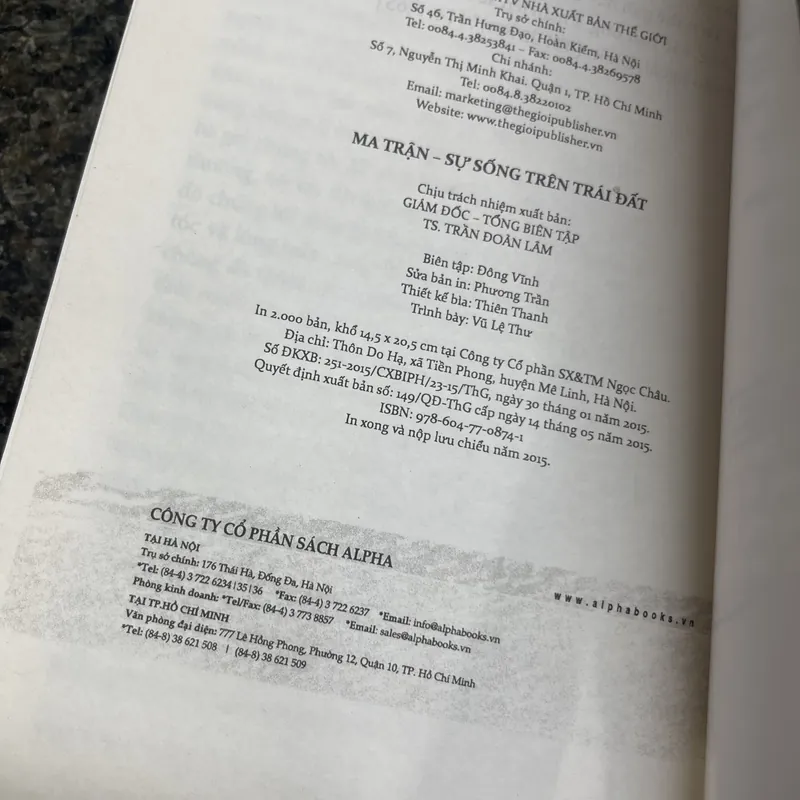 NHÀ XUẤT BẢN THẾ GIỚI
Trụ sở chính:
Số 46, Trần Hưng Đạo, Hoàn Kiếm, Hà Nội
Tel: 0084.4.38253841 – Fax: 0084.4.38269578
Chi nhánh:
Số 7, Nguyễn Thị Minh Khai. Quận 1, TP. Hồ Chí Minh
Tel: 0084.8.38220102
Email: marketing@thegioipublisher.vn
Website: www.thegioipublisher.vn
MA TRẬN – SỰ SỐNG TRÊN TRÁI ĐẤT
Chịu trách nhiệm xuất bản:
GIÁM ĐỐC – TỔNG BIÊN TẬP
TS. TRẦN ĐOÀN LÂM
Biên tập: Đông Vĩnh
Sửa bản in: Phương Trần
Thiết kế bìa: Thiên Thanh
Trình bày: Vũ Lệ Thư
In 2.000 bản, khổ 14,5 x 20,5 cm tại Công ty Cổ phần SX&TM Ngọc Châu.
Địa chỉ: Thôn Do Hạ, xã Tiền Phong, huyện Mê Linh, Hà Nội.
Số ĐKXB: 251-2015/CXBIPH/23-15/ThG, ngày 30 tháng 01 năm 2015.
Quyết định xuất bản số: 149/QĐ-ThG cấp ngày 14 tháng 05 năm 2015.
ISBN: 978-604-77-0874-1
In xong và nộp lưu chiểu năm 2015.
CÔNG TY CỔ PHẦN SÁCH ALPHA
www.alphabooks.vn
TẠI HÀ NỘI
Trụ sở chính: 176 Thái Hà, Đống Đa, Hà Nội
*Tel: (84-4) 3 722 6234|35|36 *Fax: (84-4) 3 722 6237 *Email: info@alphabooks.vn
Phòng kinh doanh: *Tel/Fax: (84-4) 3 773 8857 *Email: sales@alphabooks.vn
TẠI TP.HỒ CHÍ MINH
Văn phòng đại diện: 777 Lê Hồng Phong, Phường 12, Quận 10, TP. Hồ Chí Minh
*Tel: (84-8) 38 621 508 | (84-8) 38 621 509